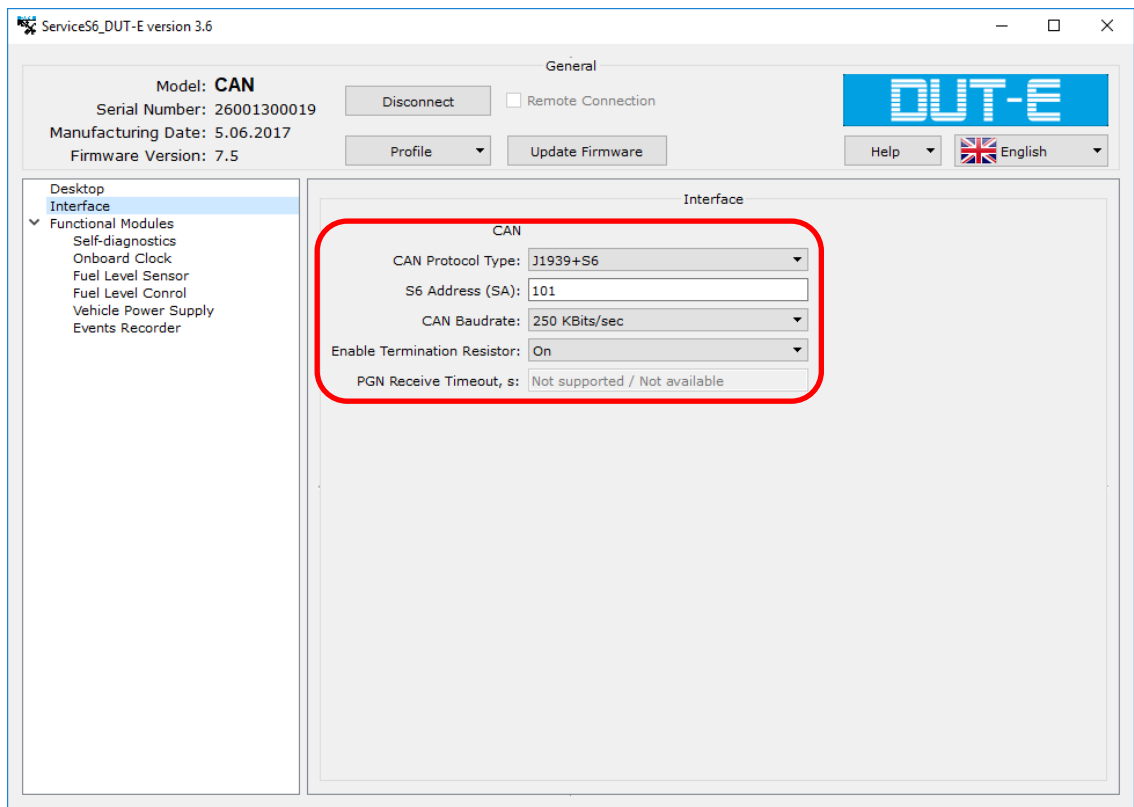 ServiceS6_DUT-E version 3.6
General
Model: CAN
Serial Number: 26001300019
Manufacturing Date: 5.06.2017
Firmware Version: 7.5
Disconnect
Remote Connection
Profile
Update Firmware
DUT-E
Help
English
Desktop
Interface
Functional Modules
Self-diagnostics
Onboard Clock
Fuel Level Sensor
Fuel Level Conrol
Vehicle Power Supply
Events Recorder
Interface
CAN
CAN Protocol Type: J1939+S6
S6 Address (SA): 101
CAN Baudrate: 250 KBits/sec
Enable Termination Resistor: On
PGN Receive Timeout, s: Not supported / Not available